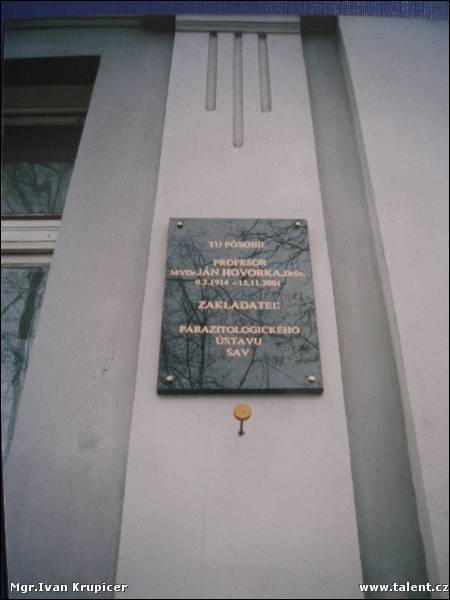 TU PÔSOBIL
PROFESOR
MVDr. JÁN HOVORKA, DrSc.
9.2.1914 – 15.11.2001
ZAKLADATEĽ
PARAZITOLOGICKÉHO
ÚSTAVU
SAV
Mgr.Ivan Krupicer
www.talent.cz